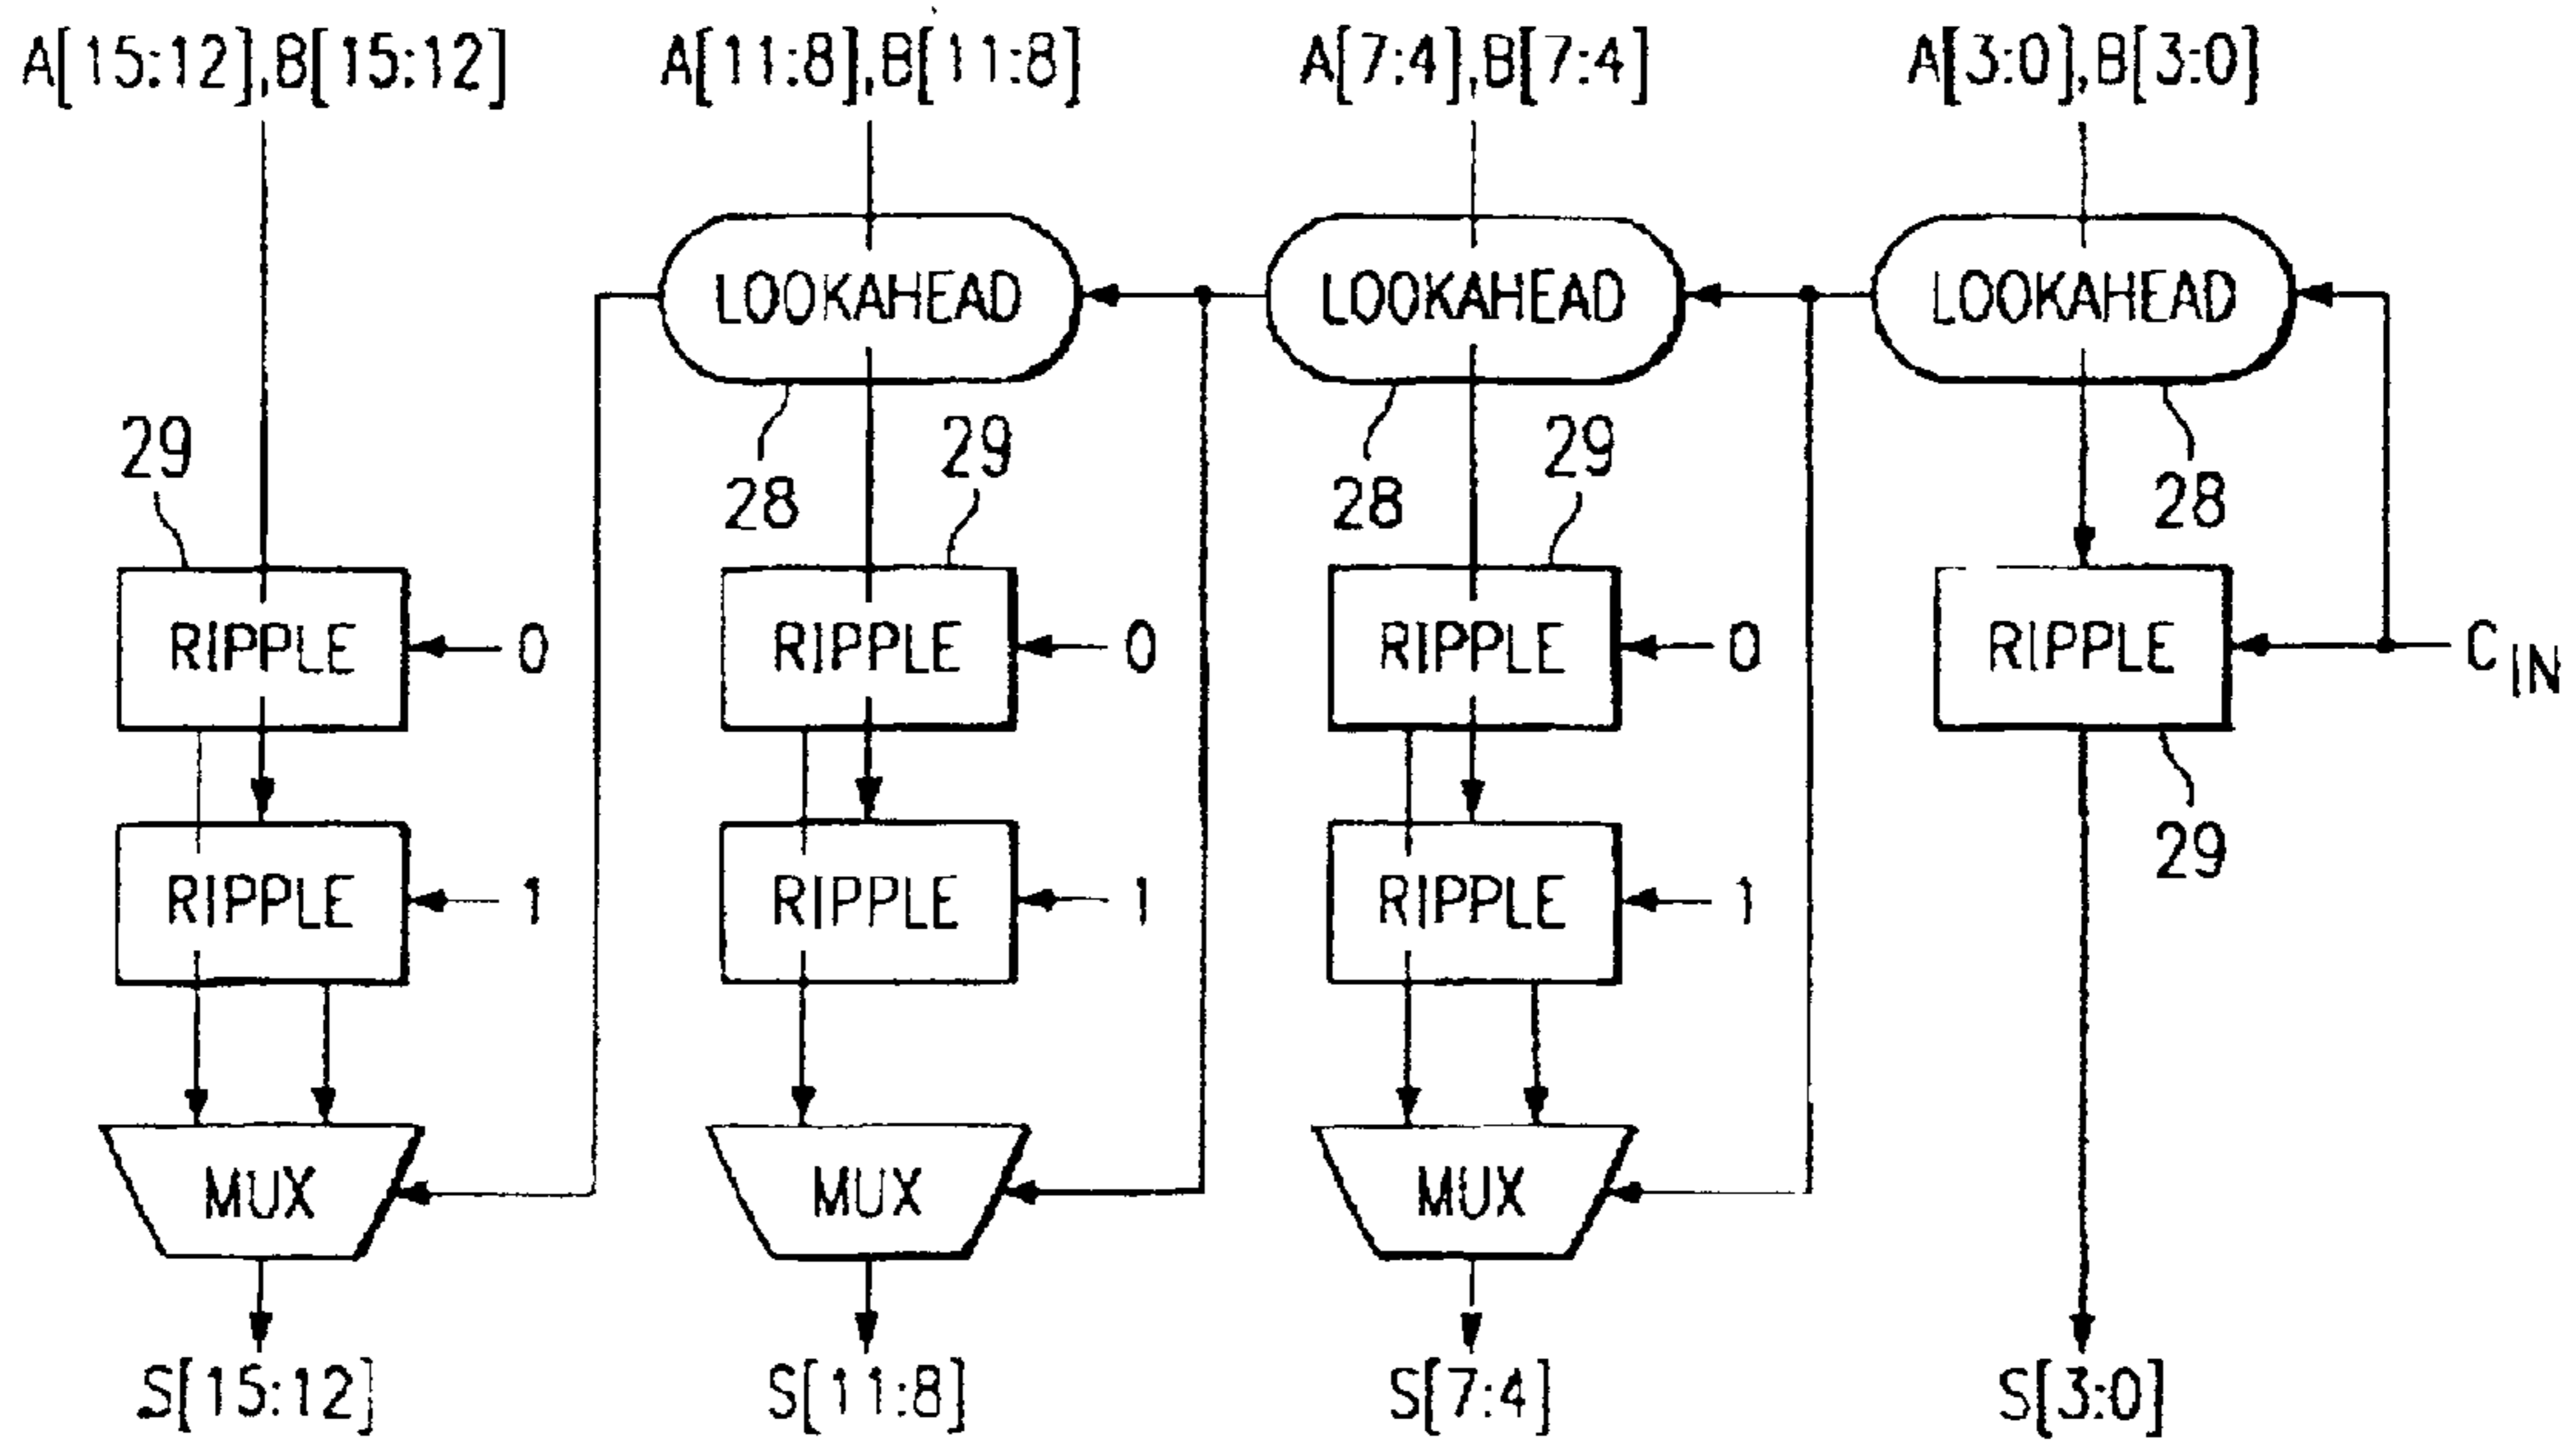 A[15:12],B[15:12] A[11:8],B[11:8] A[7:4],B[7:4] A[3:0],B[3:0]
LOOKAHEAD LOOKAHEAD LOOKAHEAD
29 28 29 28 29 28
RIPPLE 0 RIPPLE 0 RIPPLE 0 RIPPLE C IN
29
RIPPLE 1 RIPPLE 1 RIPPLE 1
MUX MUX MUX
S[15:12] S[11:8] S[7:4] S[3:0]